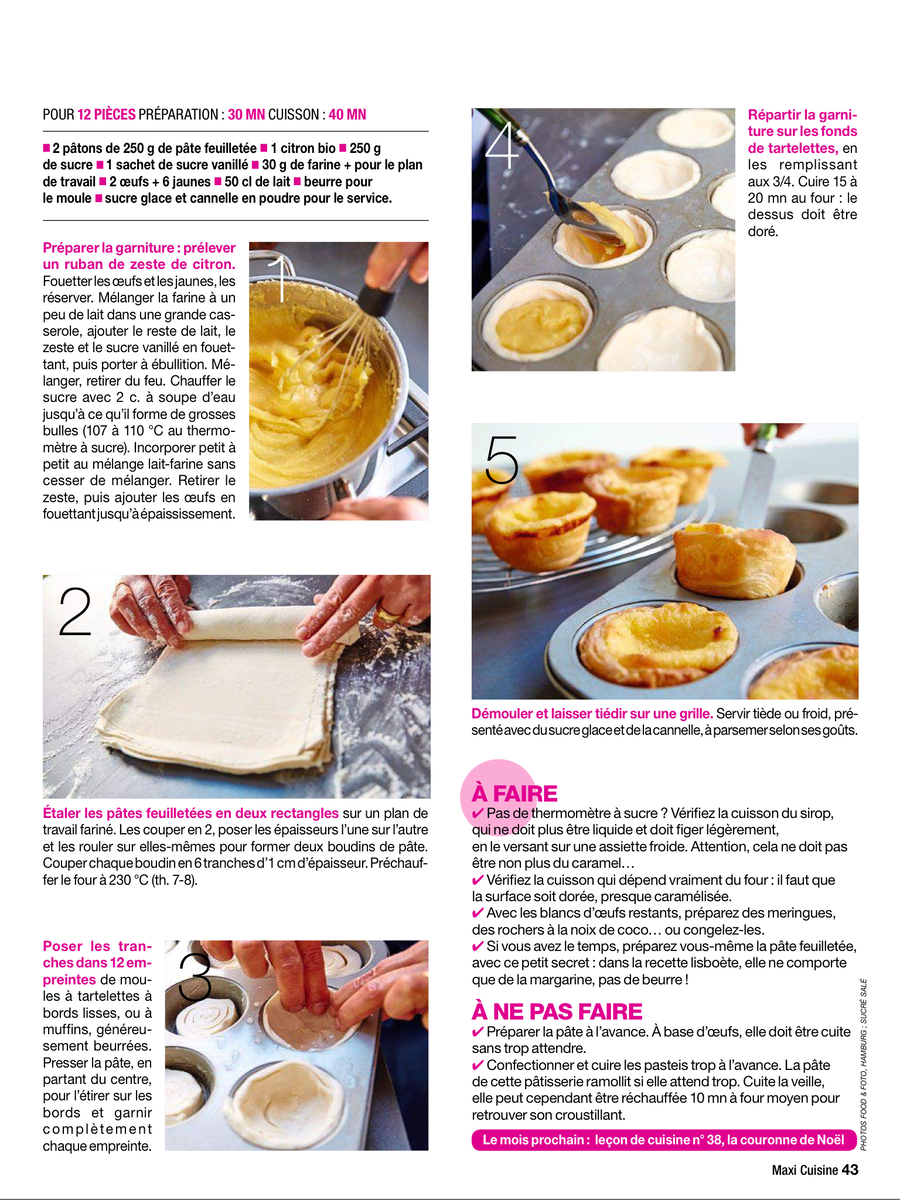 POUR 12 PIÈCES PRÉPARATION : 30 MN CUISSON : 40 MN
■ 2 pâtons de 250 g de pâte feuilletée ■ 1 citron bio ■ 250 g
de sucre ■ 1 sachet de sucre vanillé ■ 30 g de farine + pour le plan
de travail ■ 2 œufs + 6 jaunes ■ 50 cl de lait ■ beurre pour
le moule ■ sucre glace et cannelle en poudre pour le service.
Préparer la garniture : prélever
un ruban de zeste de citron.
Fouetter les œufs et les jaunes, les
réserver. Mélanger la farine à un
peu de lait dans une grande cas-
serole, ajouter le reste de lait, le
zeste et le sucre vanillé en fouet-
tant, puis porter à ébullition. Mé-
langer, retirer du feu. Chauffer le
sucre avec 2 c. à soupe d'eau
jusqu'à ce qu'il forme de grosses
bulles (107 à 110 °C au thermo-
mètre à sucre). Incorporer petit à
petit au mélange lait-farine sans
cesser de mélanger. Retirer le
zeste, puis ajouter les œufs en
fouettant jusqu'à épaississement.
1
2
Étaler les pâtes feuilletées en deux rectangles sur un plan de
travail fariné. Les couper en 2, poser les épaisseurs l'une sur l'autre
et les rouler sur elles-mêmes pour former deux boudins de pâte.
Couper chaque boudin en 6 tranches d'1 cm d'épaisseur. Préchauf-
fer le four à 230 °C (th. 7-8).
Poser les tran-
ches dans 12 em-
preintes de mou-
les à tartelettes à
bords lisses, ou à
muffins, généreu-
sement beurrées.
Presser la pâte, en
partant du centre,
pour l'étirer sur les
bords et garnir
complètement
chaque empreinte.
3
4
Répartir la garni-
ture sur les fonds
de tartelettes, en
les remplissant
aux 3/4. Cuire 15 à
20 mn au four : le
dessus doit être
doré.
5
Démouler et laisser tiédir sur une grille. Servir tiède ou froid, pré-
senté avec du sucre glace et de la cannelle, à parsemer selon ses goûts.
À FAIRE
✔ Pas de thermomètre à sucre ? Vérifiez la cuisson du sirop,
qui ne doit plus être liquide et doit figer légèrement,
en le versant sur une assiette froide. Attention, cela ne doit pas
être non plus du caramel…
✔ Vérifiez la cuisson qui dépend vraiment du four : il faut que
la surface soit dorée, presque caramélisée.
✔ Avec les blancs d'œufs restants, préparez des meringues,
des rochers à la noix de coco… ou congelez-les.
✔ Si vous avez le temps, préparez vous-même la pâte feuilletée,
avec ce petit secret : dans la recette lisboète, elle ne comporte
que de la margarine, pas de beurre !
À NE PAS FAIRE
✔ Préparer la pâte à l'avance. À base d'œufs, elle doit être cuite
sans trop attendre.
✔ Confectionner et cuire les pasteis trop à l'avance. La pâte
de cette pâtisserie ramollit si elle attend trop. Cuite la veille,
elle peut cependant être réchauffée 10 mn à four moyen pour
retrouver son croustillant.
Le mois prochain : leçon de cuisine n° 38, la couronne de Noël
PHOTOS FOOD & FOTO, HAMBURG ; SUCRÉ SALÉ
Maxi Cuisine 43